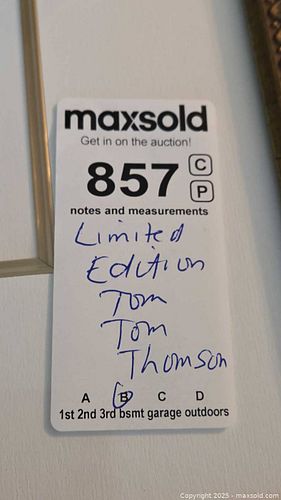 maxsold
Get in on the auction!
857 C
P
notes and measurements
Limited
Edition
Tom
Tom
Thomson
A B C D
1st 2nd 3rd bsmt garage outdoors
Copyright 2025 - maxsold.com